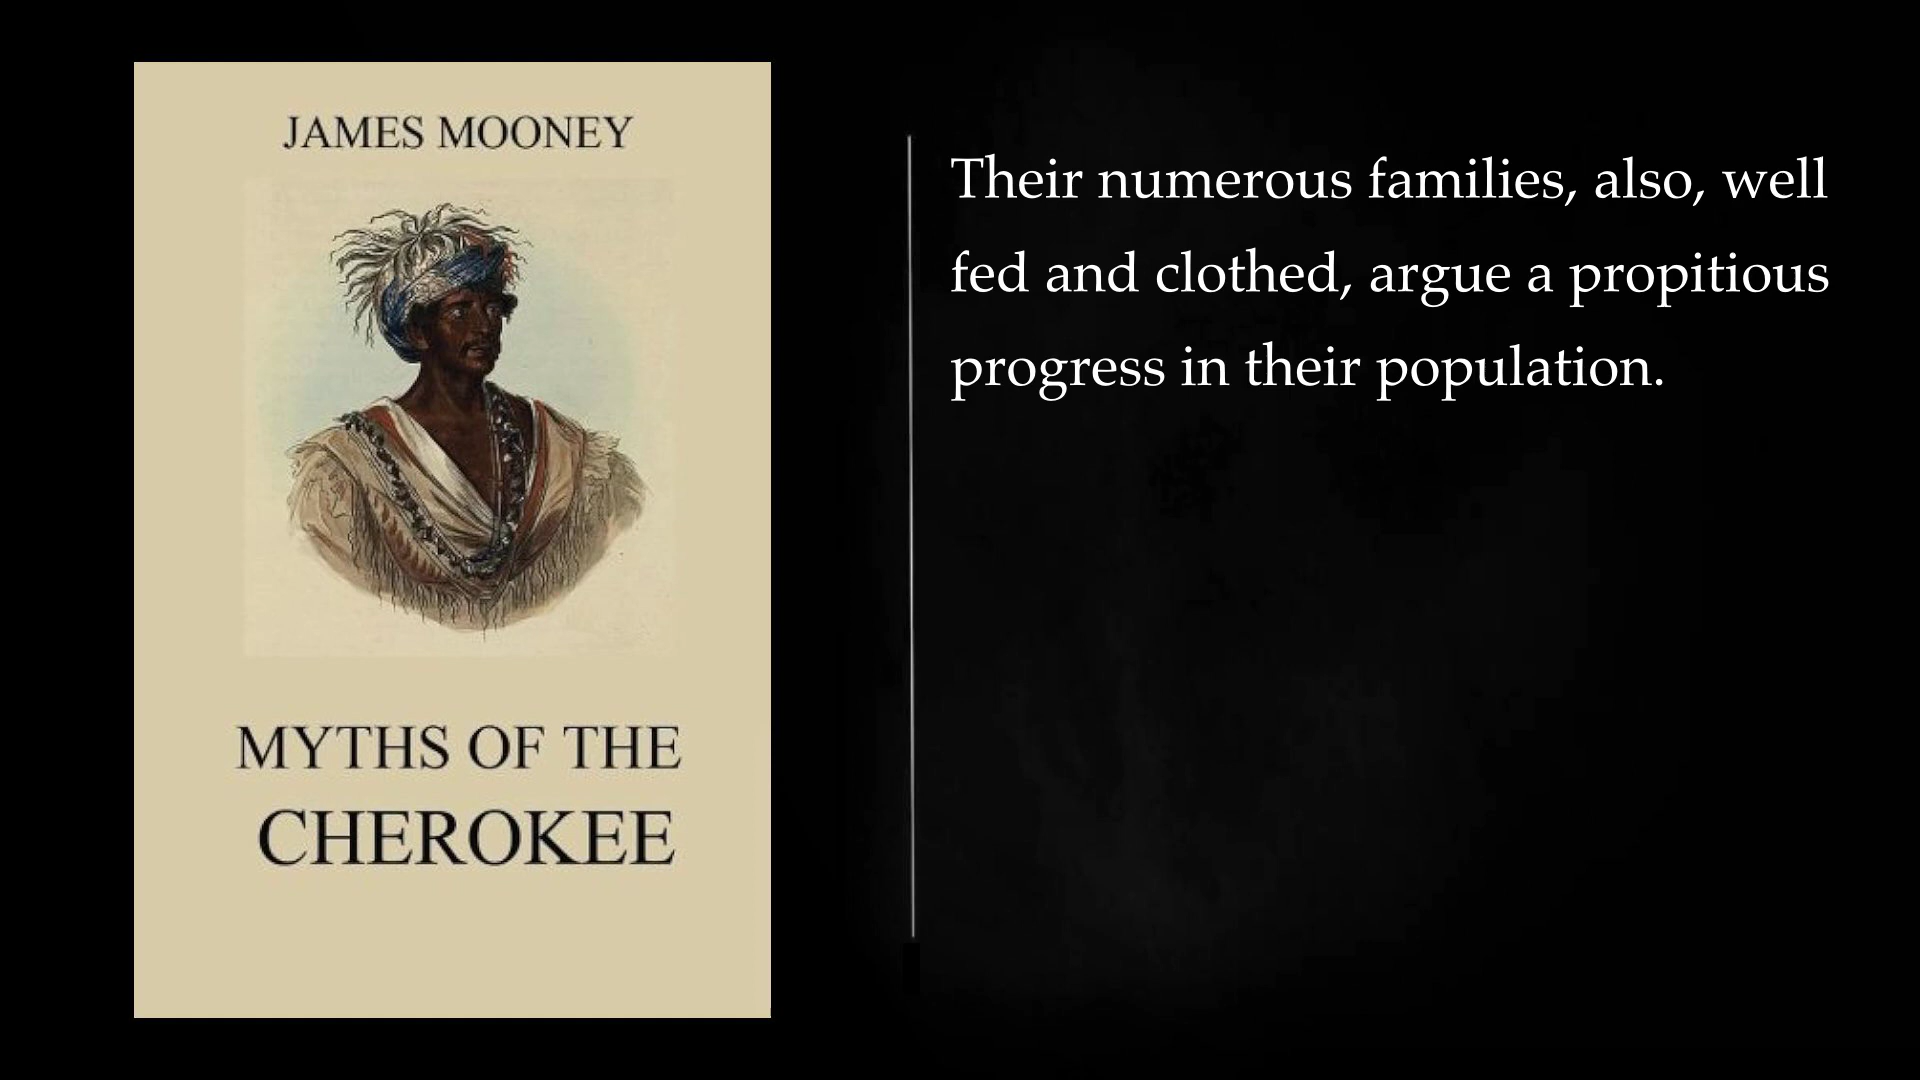 JAMES MOONEY
MYTHS OF THE
CHEROKEE
Their numerous families, also, well
fed and clothed, argue a propitious
progress in their population.